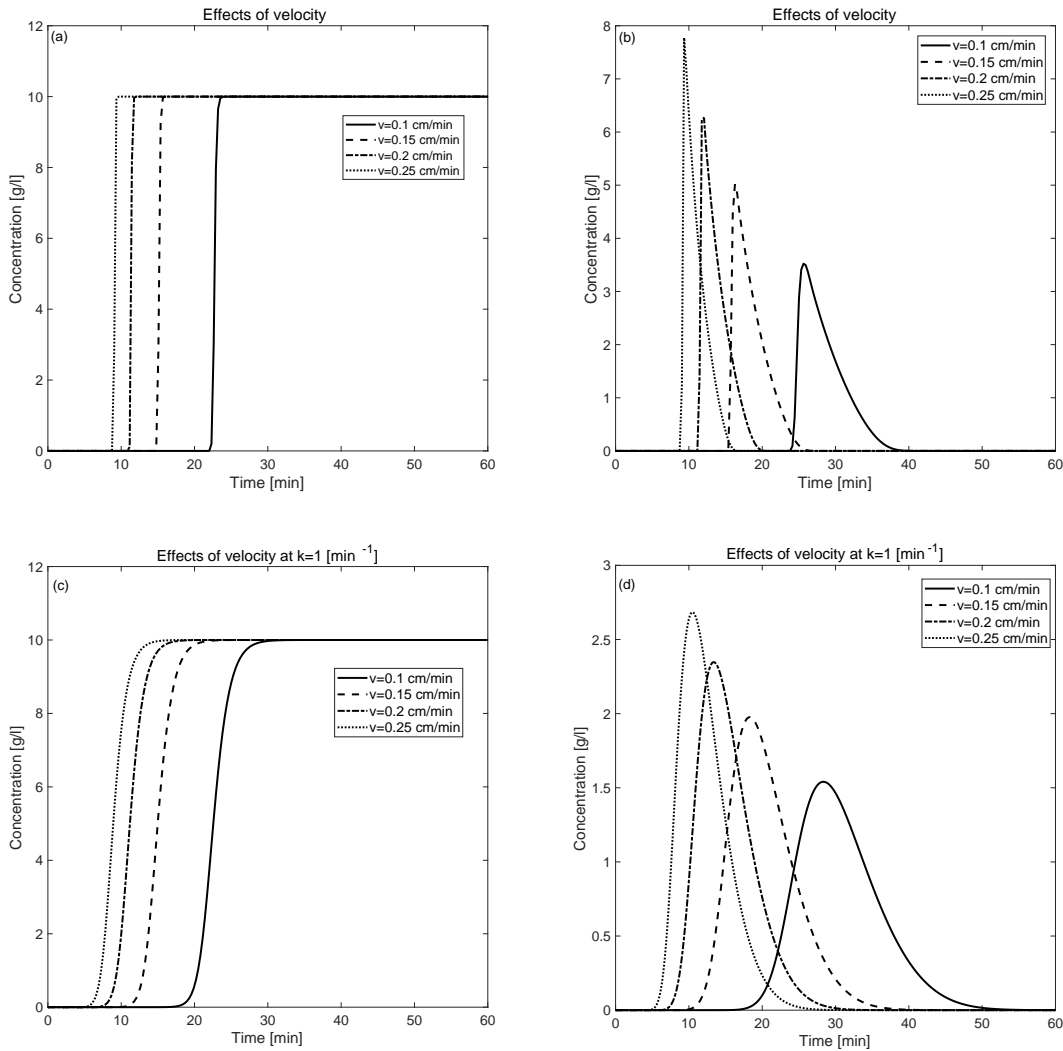 Effects of velocity
(a)
12
10
8
6
4
2
0
Concentration [g/l]
v=0.1 cm/min
v=0.15 cm/min
v=0.2 cm/min
v=0.25 cm/min
0 10 20 30 40 50 60
Time [min]
Effects of velocity
(b)
8
7
6
5
4
3
2
1
0
Concentration [g/l]
v=0.1 cm/min
v=0.15 cm/min
v=0.2 cm/min
v=0.25 cm/min
0 10 20 30 40 50 60
Time [min]
Effects of velocity at k=1 [min⁻¹]
(c)
12
10
8
6
4
2
0
Concentration [g/l]
v=0.1 cm/min
v=0.15 cm/min
v=0.2 cm/min
v=0.25 cm/min
0 10 20 30 40 50 60
Time [min]
Effects of velocity at k=1 [min⁻¹]
(d)
3
2.5
2
1.5
1
0.5
0
Concentration [g/l]
v=0.1 cm/min
v=0.15 cm/min
v=0.2 cm/min
v=0.25 cm/min
0 10 20 30 40 50 60
Time [min]